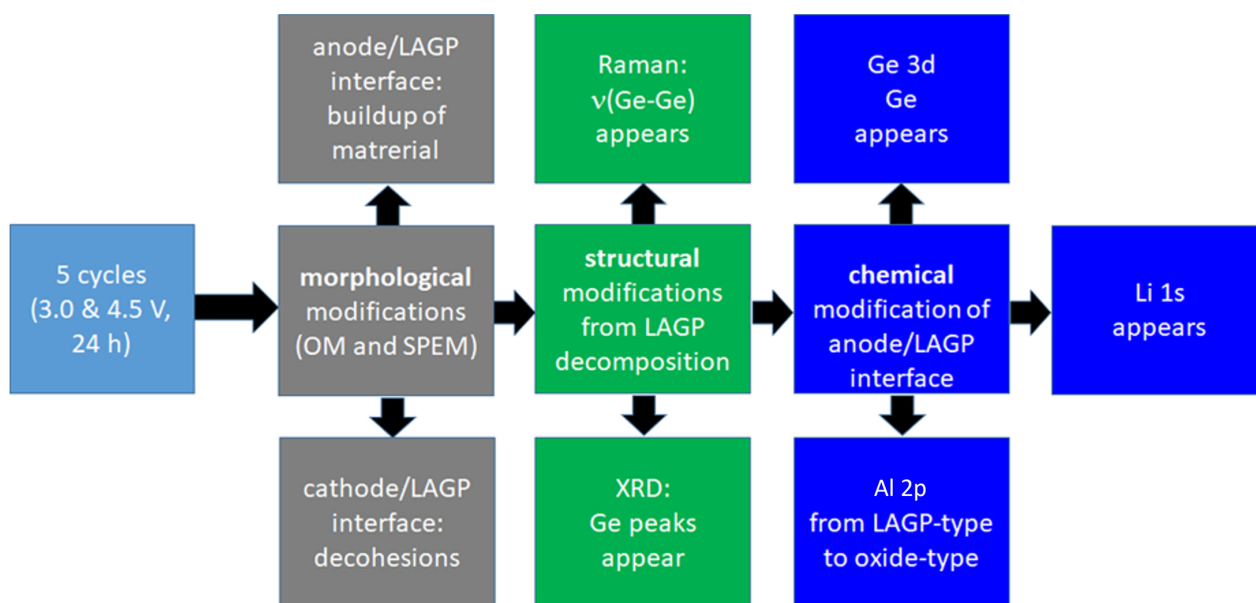 anode/LAGP
interface:
buildup of
matrerial
Raman:
ν(Ge-Ge)
appears
Ge 3d
Ge
appears
5 cycles
(3.0 & 4.5 V,
24 h)
morphological
modifications
(OM and SPEM)
structural
modifications
from LAGP
decomposition
chemical
modification of
anode/LAGP
interface
Li 1s
appears
cathode/LAGP
interface:
decohesions
XRD:
Ge peaks
appear
Al 2p
from LAGP-type
to oxide-type